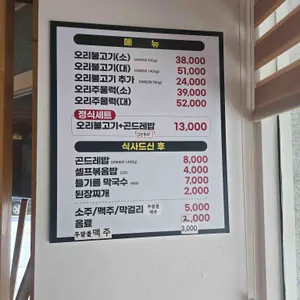 메 뉴
오리불고기(소) 38,000
오리불고기(대) 51,000
오리불고기 추가 24,000
오리주물럭(소) 39,000
오리주물럭(대) 52,000
정식세트
오리불고기+곤드레밥 13,000
식사드신 후
곤드레밥 8,000
셀프볶음밥 4,000
들기름 막국수 7,000
된장찌개 2,000
소주/맥주/막걸리 5,000
음료 2,000
맥주 3,000